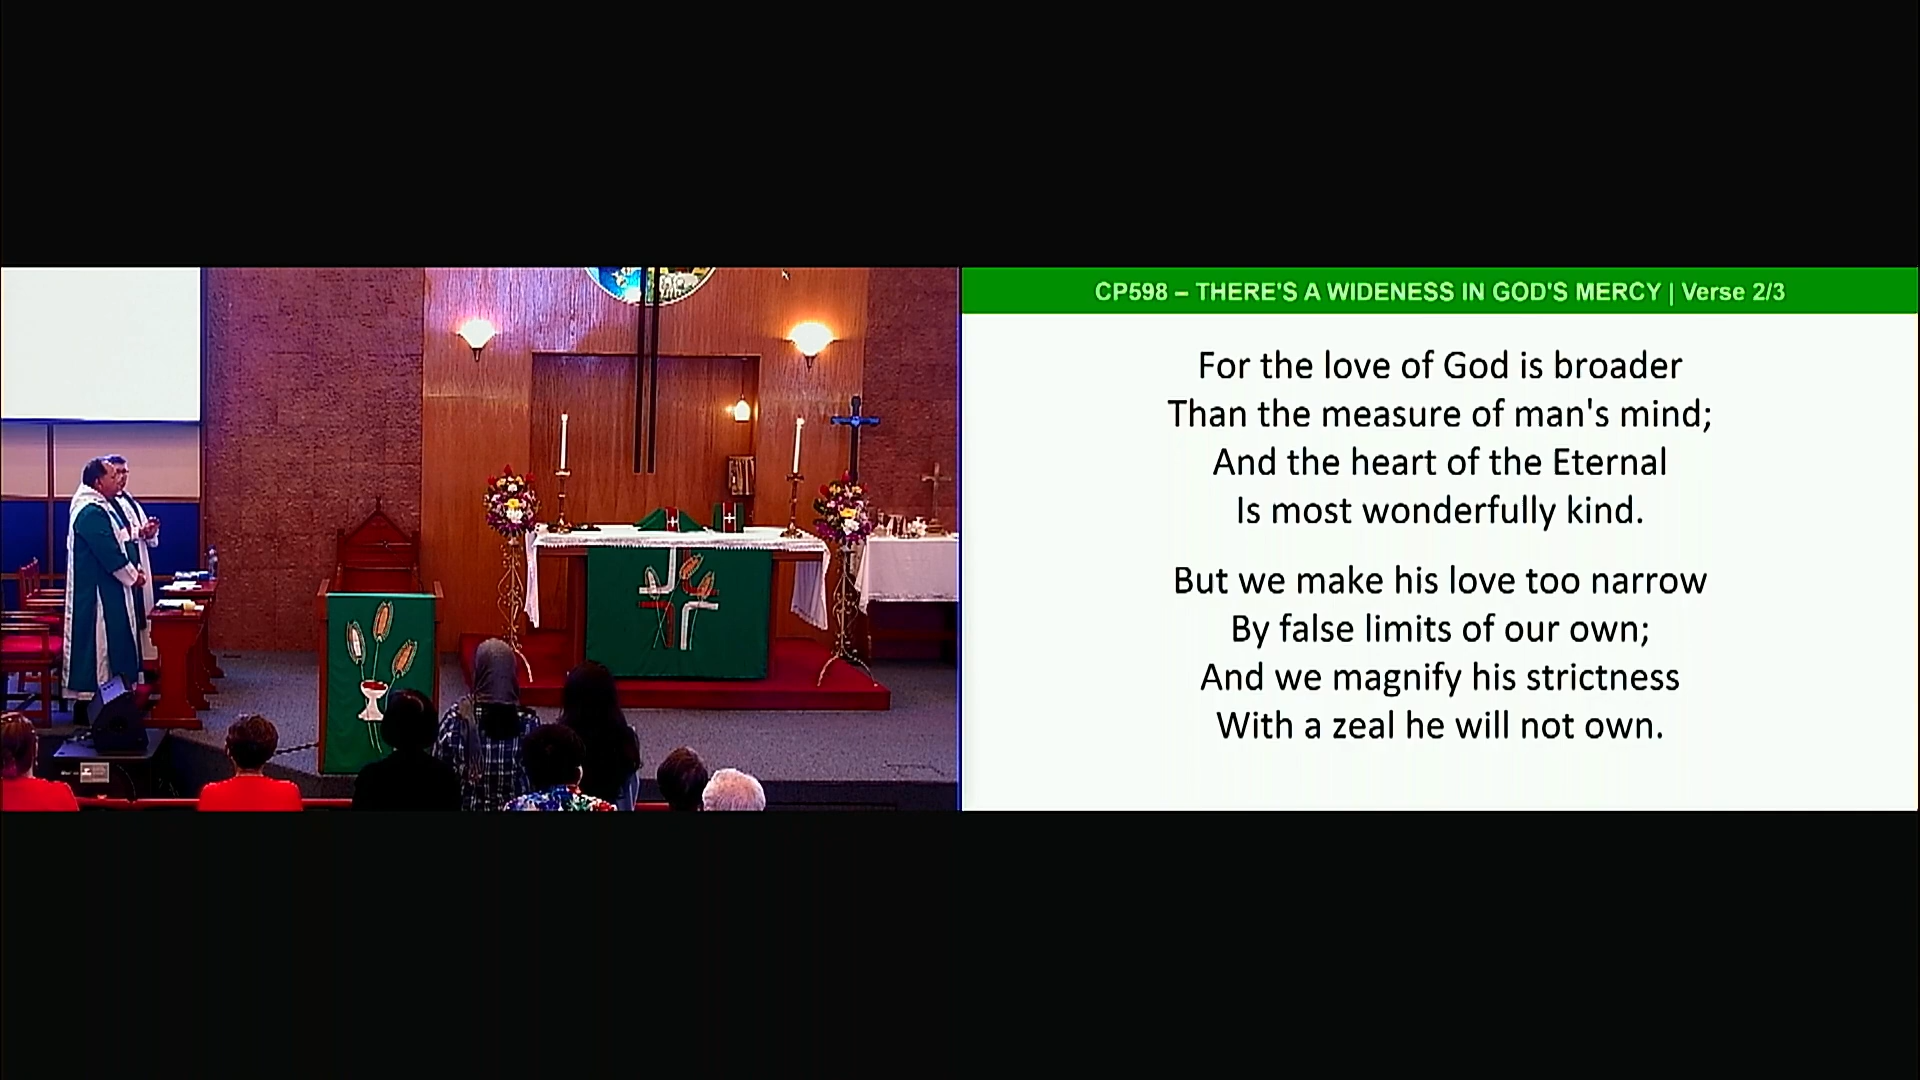 CP598 – THERE'S A WIDENESS IN GOD'S MERCY | Verse 2/3
For the love of God is broader
Than the measure of man's mind;
And the heart of the Eternal
Is most wonderfully kind.
But we make his love too narrow
By false limits of our own;
And we magnify his strictness
With a zeal he will not own.